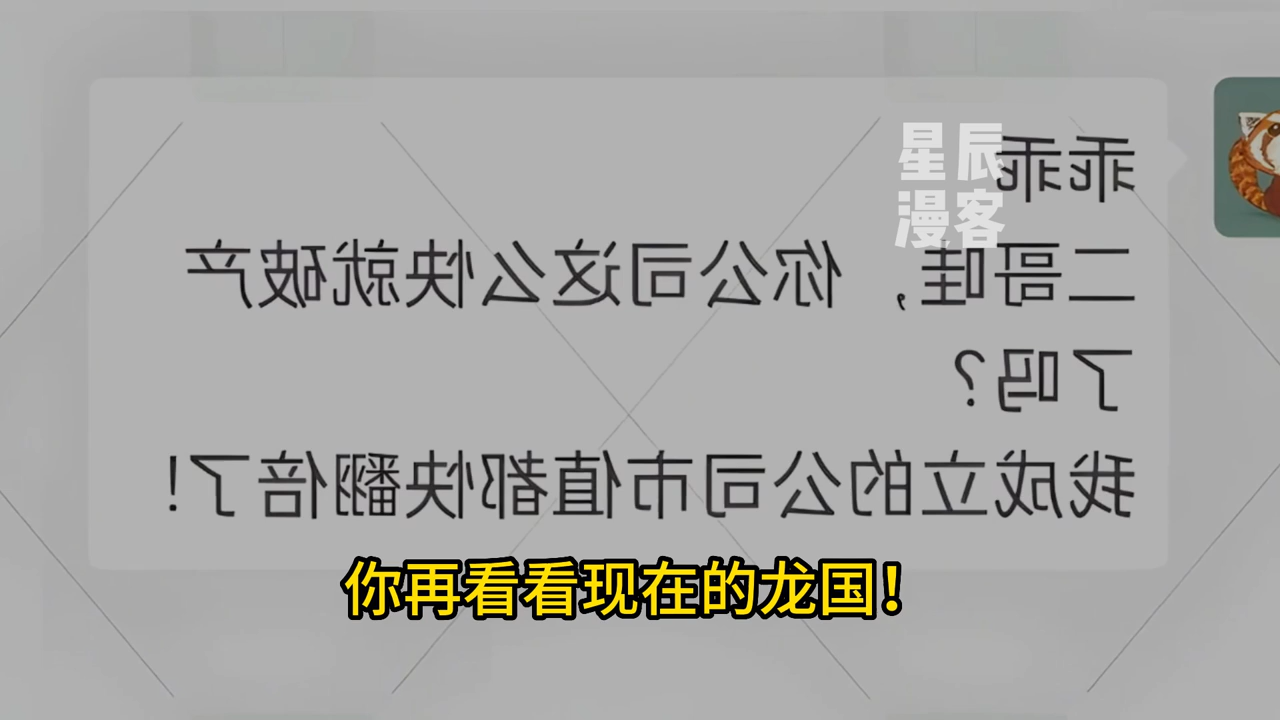 星辰
漫客
乖乖
二哥哇，你公司这么快就破产
了吗？
我成立的公司市值都快翻倍了！
你再看看现在的龙国！